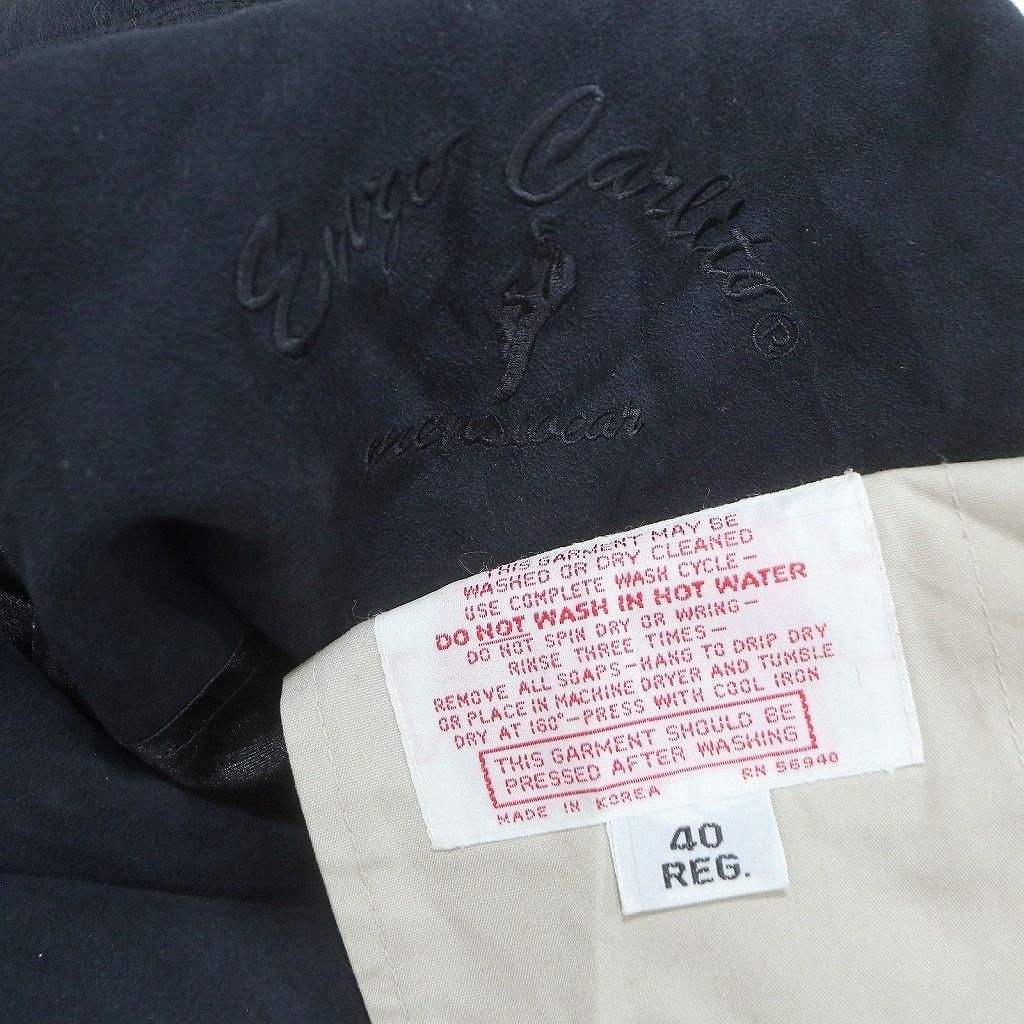 Enzo Carlito ®
menswear
THIS GARMENT MAY BE
WASHED OR DRY CLEANED
USE COMPLETE WASH CYCLE—
DO NOT WASH IN HOT WATER
DO NOT SPIN DRY OR WRING—
RINSE THREE TIMES—
REMOVE ALL SOAPS-HANG TO DRIP DRY
OR PLACE IN MACHINE DRYER AND TUMBLE
DRY AT 160°-PRESS WITH COOL IRON
THIS GARMENT SHOULD BE
PRESSED AFTER WASHING
MADE IN KOREA RN 56940
40
REG.